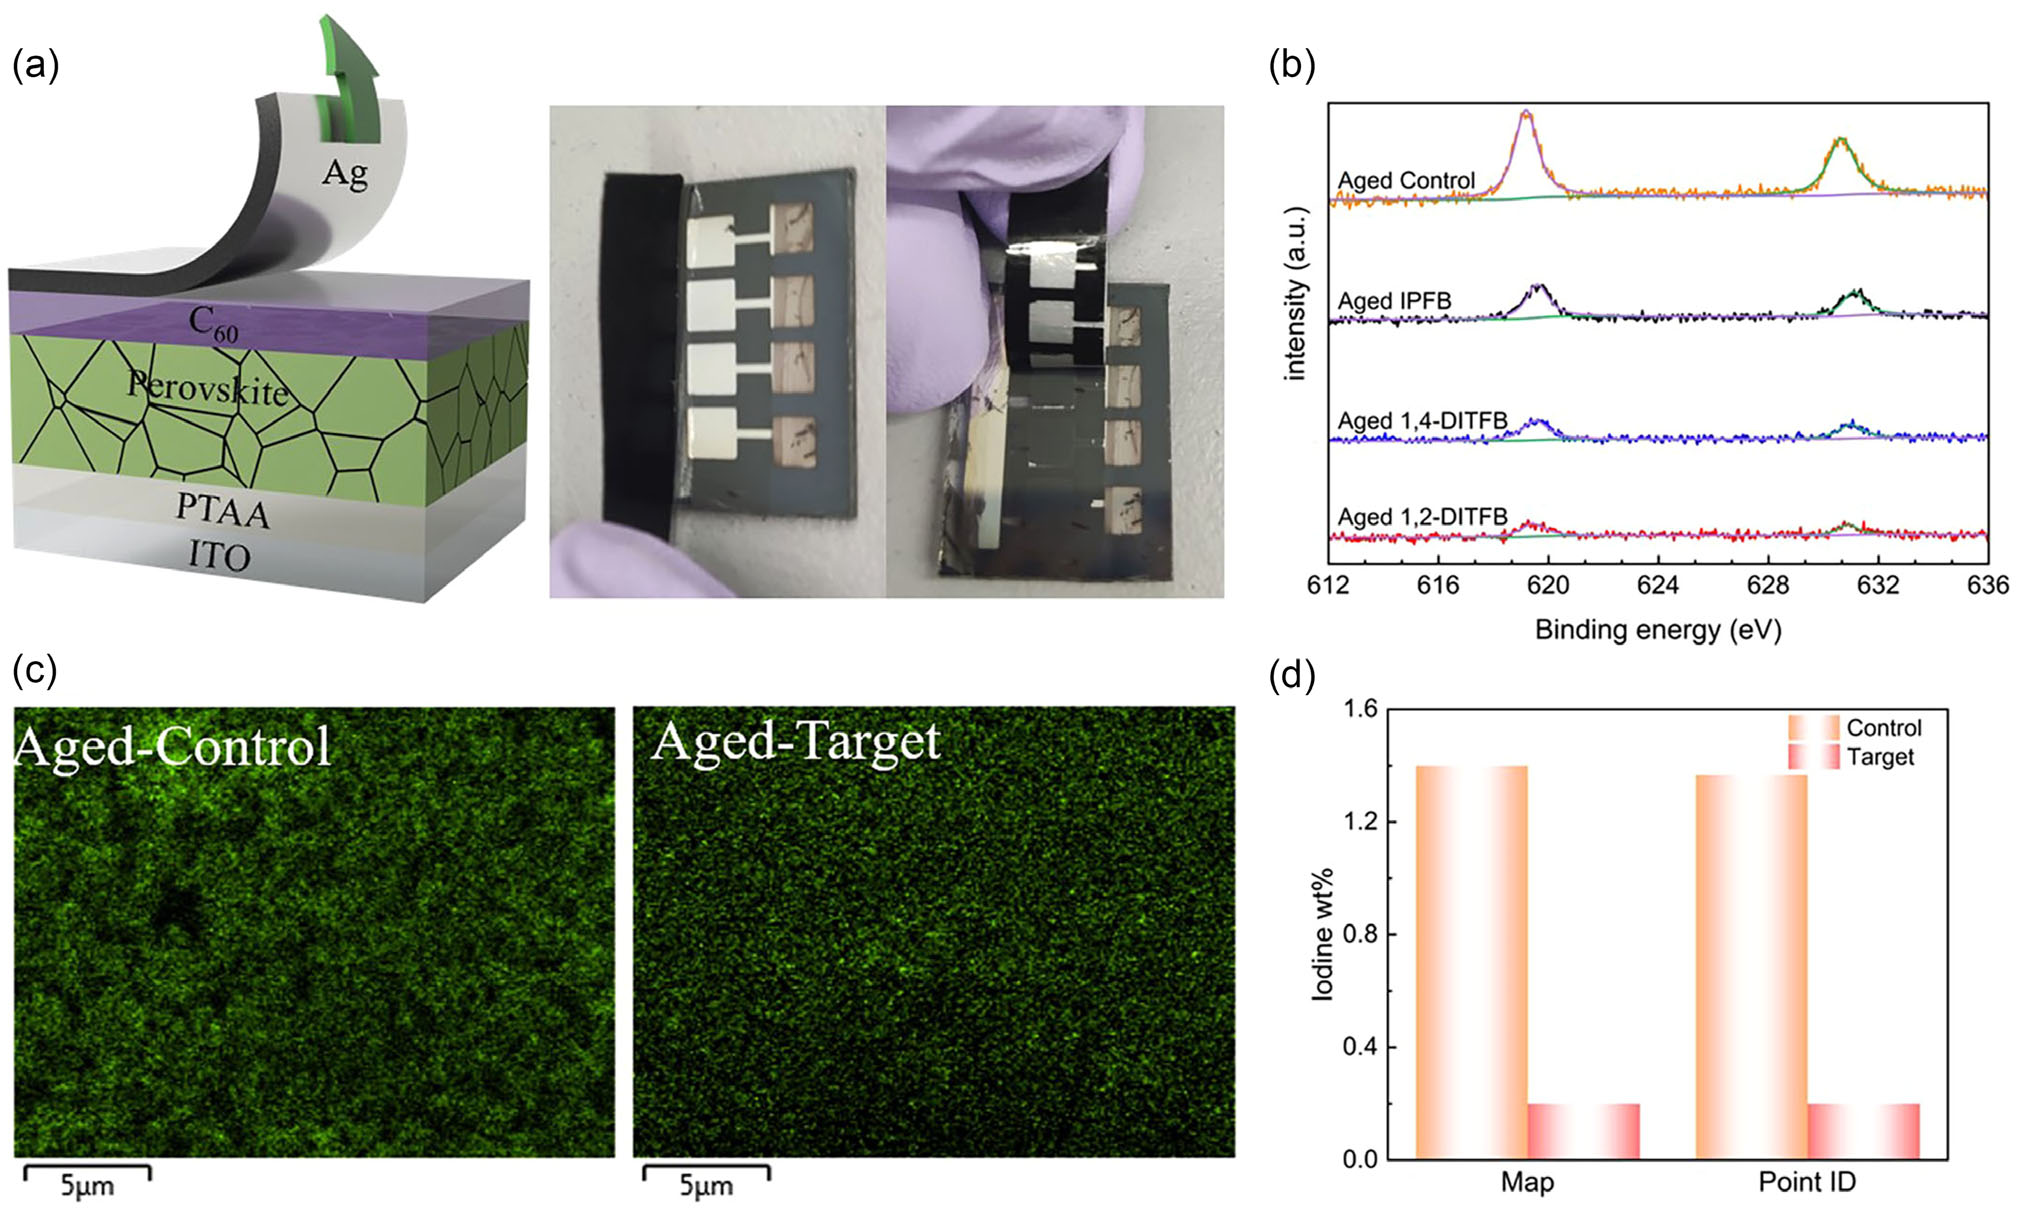 (a)
Ag
C60
Perovskite
PTAA
ITO
(b)
intensity (a.u.)
Aged Control
Aged IPFB
Aged 1,4-DITFB
Aged 1,2-DITFB
612 616 620 624 628 632 636
Binding energy (eV)
(c)
Aged-Control
5μm
Aged-Target
5μm
(d)
Iodine wt%
1.6
1.2
0.8
0.4
0.0
Control
Target
Map Point ID